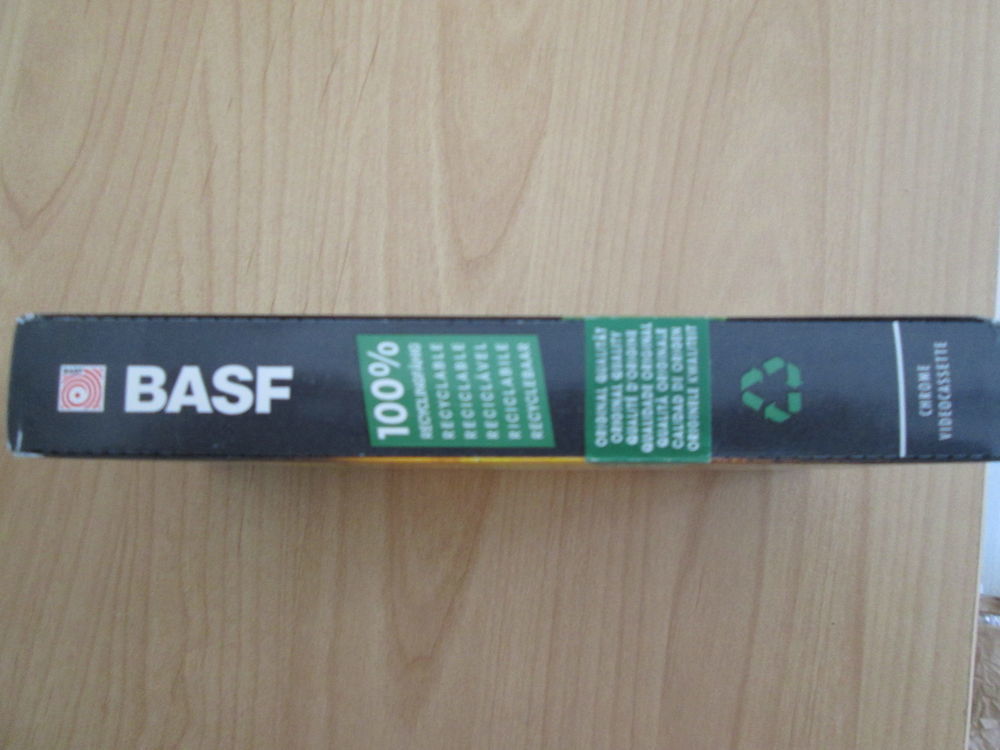 BASF
100%
RECYCLINGFÄHIG
RECYCLABLE
RECICLABLE
RECICLÁVEL
RICICLABILE
RECYCLEBAAR
ORIGINAL QUALITÄT
ORIGINAL QUALITY
QUALITÉ D'ORIGINE
QUALIDADE ORIGINAL
QUALITÀ ORIGINALE
CALIDAD DE ORIGEN
ORIGINELE KWALITEIT
CHROME
VIDEOCASSETTE